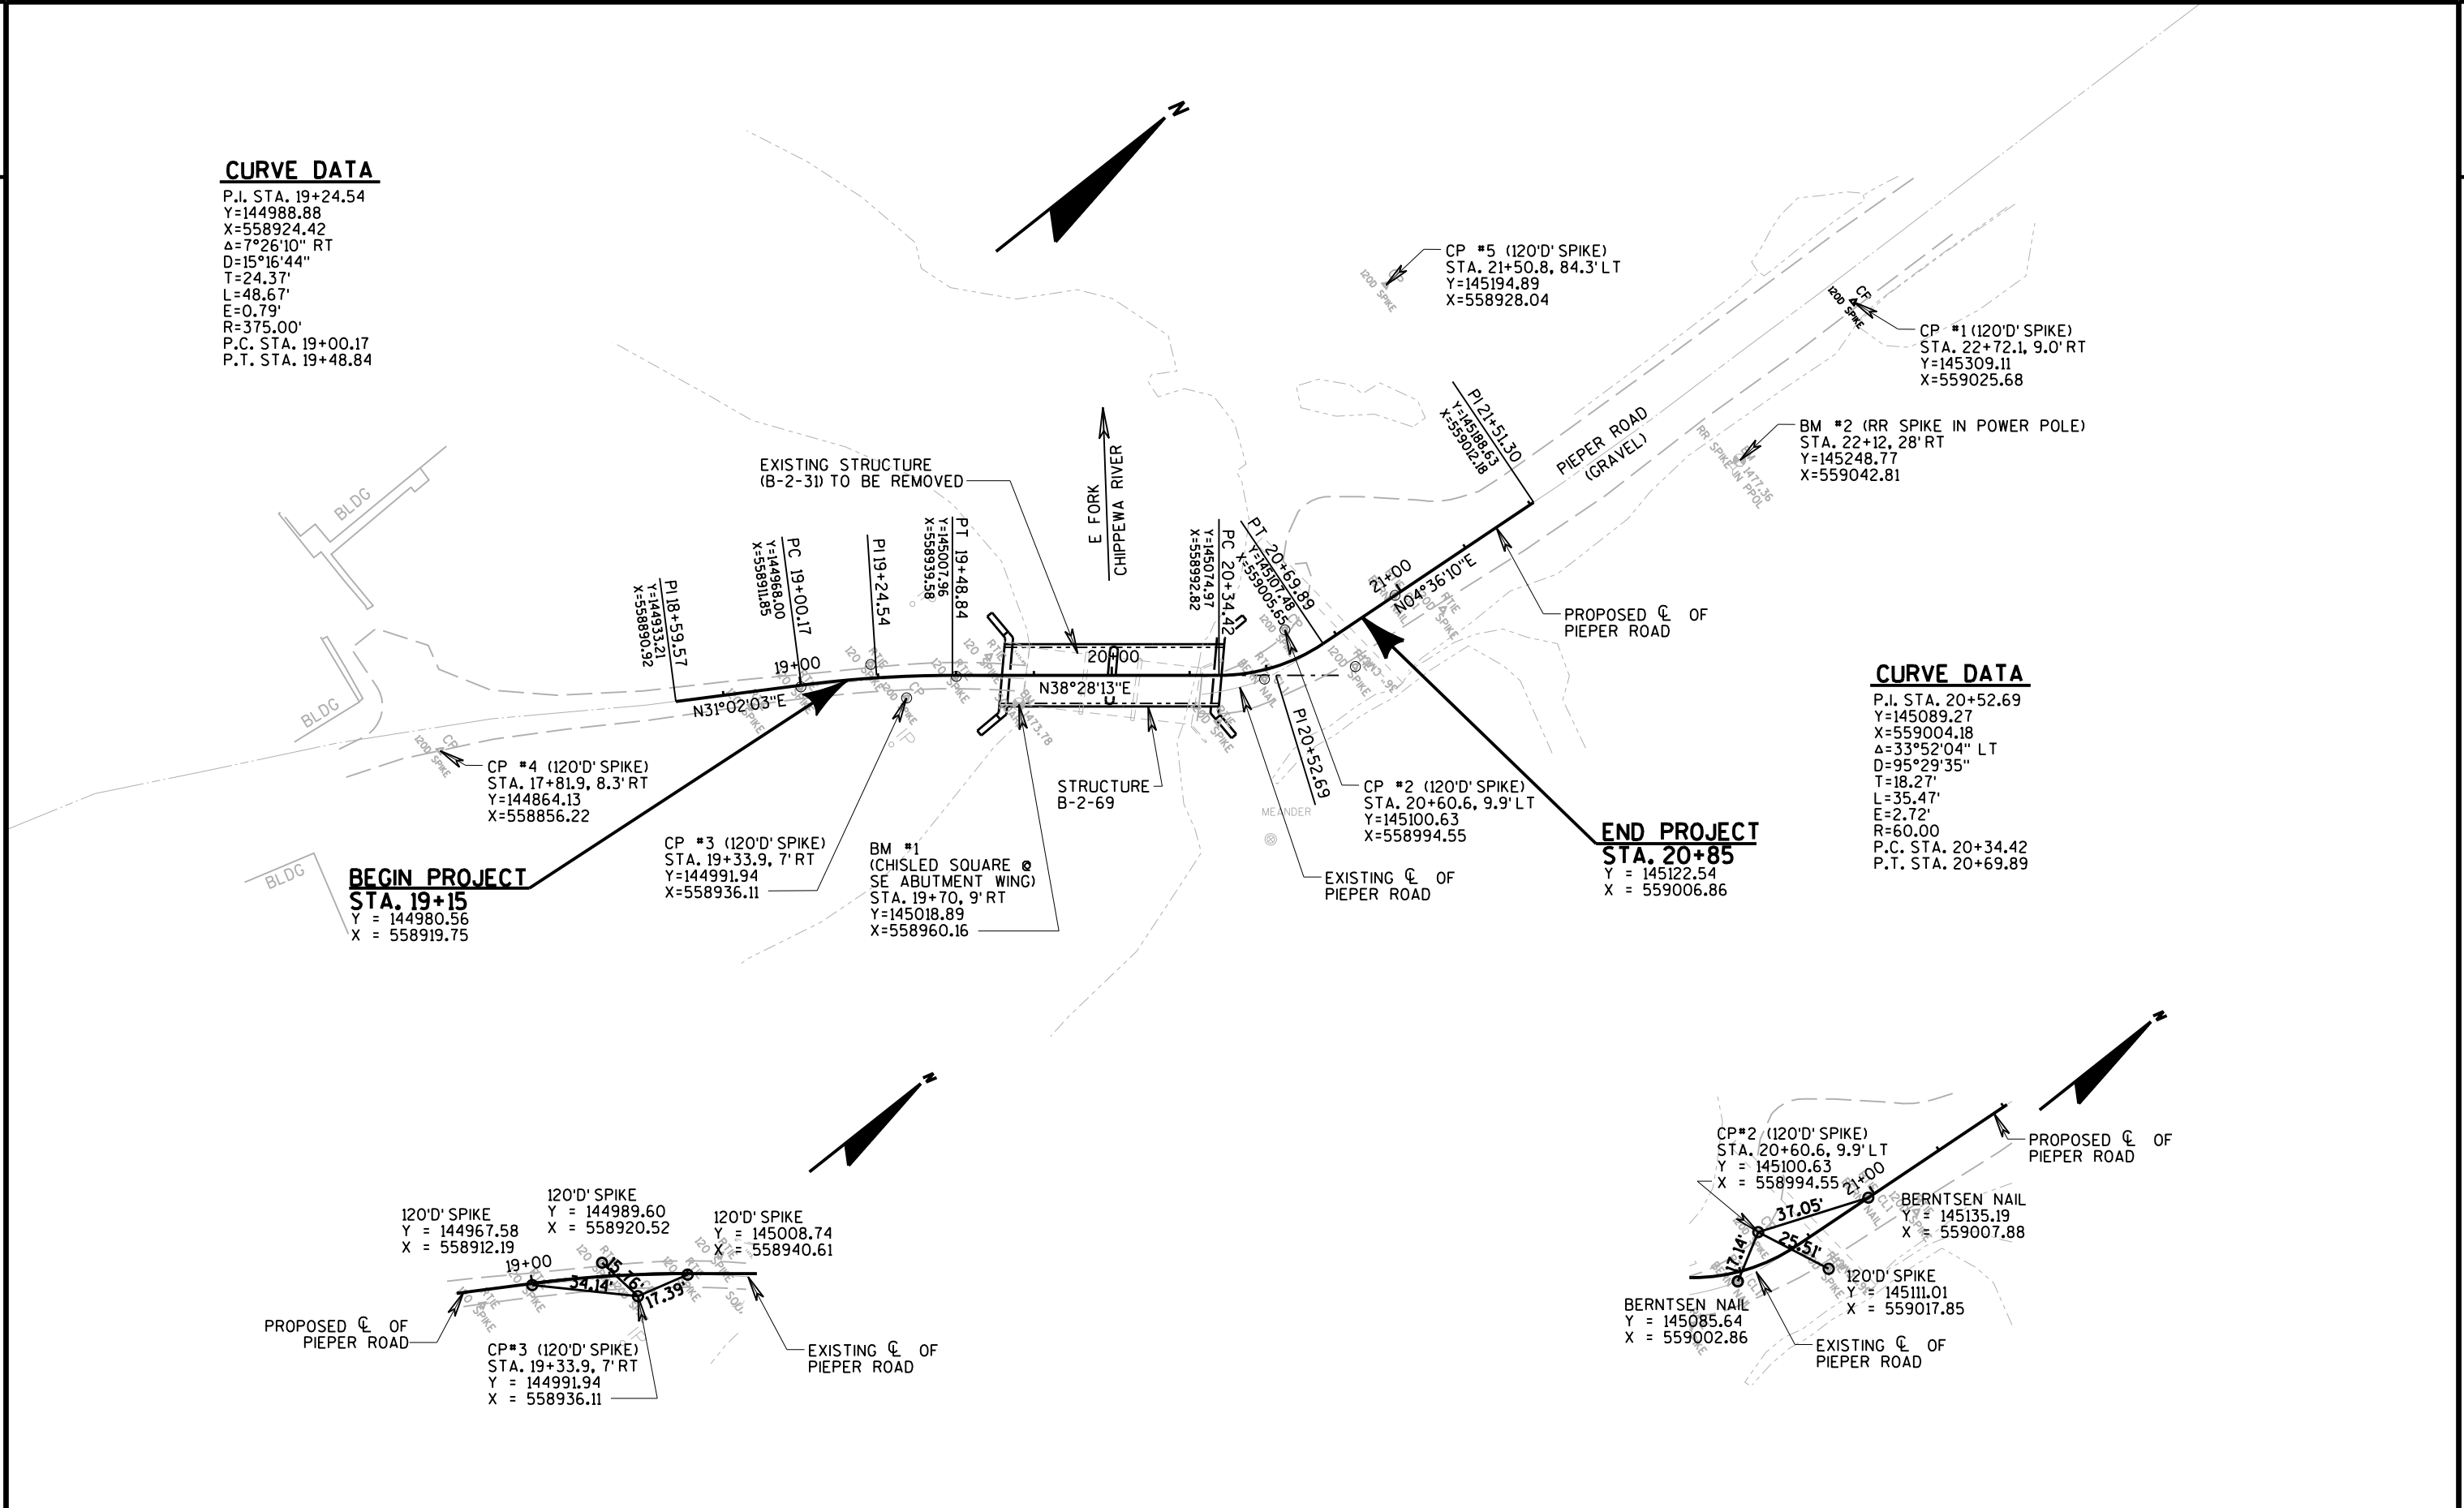 N
CURVE DATA
P.I. STA. 19+24.54
Y=144988.88
X=558924.42
Δ=7°26'10" RT
D=15°16'44"
T=24.37'
L=48.67'
E=0.79'
R=375.00'
P.C. STA. 19+00.17
P.T. STA. 19+48.84
CP #5 (120'D' SPIKE)
STA. 21+50.8, 84.3' LT
Y=145194.89
X=558928.04
CP
120D SPIKE
CP
120D SPIKE
CP #1 (120'D' SPIKE)
STA. 22+72.1, 9.0' RT
Y=145309.11
X=559025.68
BM #2 (RR SPIKE IN POWER POLE)
STA. 22+12, 28' RT
Y=145248.77
X=559042.81
BM 1477.36
RR SPIKE IN PPOL
PI 21+51.30
Y=145188.63
X=559012.18
PIEPER ROAD
(GRAVEL)
EXISTING STRUCTURE
(B-2-31) TO BE REMOVED
E FORK
CHIPPEWA RIVER
BLDG
BLDG
BLDG
PI 18+59.57
Y=144933.21
X=558890.92
PC 19+00.17
Y=144968.00
X=558911.85
PI 19+24.54
PT 19+48.84
Y=145007.96
X=558939.58
PC 20+34.42
Y=145074.97
X=558992.82
PT 20+69.89
Y=145107.48
X=559005.65
19+00
20+00
21+00
N31°02'03"E
N38°28'13"E
N04°36'10"E
PROPOSED ℄ OF
PIEPER ROAD
PI 20+52.69
CP
120D SPIKE
CP #4 (120'D' SPIKE)
STA. 17+81.9, 8.3' RT
Y=144864.13
X=558856.22
STRUCTURE
B-2-69
MEANDER
CP #2 (120'D' SPIKE)
STA. 20+60.6, 9.9' LT
Y=145100.63
X=558994.55
CP #3 (120'D' SPIKE)
STA. 19+33.9, 7' RT
Y=144991.94
X=558936.11
BM #1
(CHISLED SQUARE @
SE ABUTMENT WING)
STA. 19+70, 9' RT
Y=145018.89
X=558960.16
EXISTING ℄ OF
PIEPER ROAD
BEGIN PROJECT
STA. 19+15
Y = 144980.56
X = 558919.75
END PROJECT
STA. 20+85
Y = 145122.54
X = 559006.86
CURVE DATA
P.I. STA. 20+52.69
Y=145089.27
X=559004.18
Δ=33°52'04" LT
D=95°29'35"
T=18.27'
L=35.47'
E=2.72'
R=60.00
P.C. STA. 20+34.42
P.T. STA. 20+69.89
N
120'D' SPIKE
Y = 144967.58
X = 558912.19
120'D' SPIKE
Y = 144989.60
X = 558920.52
120'D' SPIKE
Y = 145008.74
X = 558940.61
19+00
34.14'
15.76'
17.39'
PROPOSED ℄ OF
PIEPER ROAD
CP#3 (120'D' SPIKE)
STA. 19+33.9, 7' RT
Y = 144991.94
X = 558936.11
EXISTING ℄ OF
PIEPER ROAD
N
CP#2 (120'D' SPIKE)
STA. 20+60.6, 9.9' LT
Y = 145100.63
X = 558994.55
21+00
37.05'
25.51'
17.14'
PROPOSED ℄ OF
PIEPER ROAD
BERNTSEN NAIL
Y = 145135.19
X = 559007.88
120'D' SPIKE
Y = 145111.01
X = 559017.85
BERNTSEN NAIL
Y = 145085.64
X = 559002.86
EXISTING ℄ OF
PIEPER ROAD